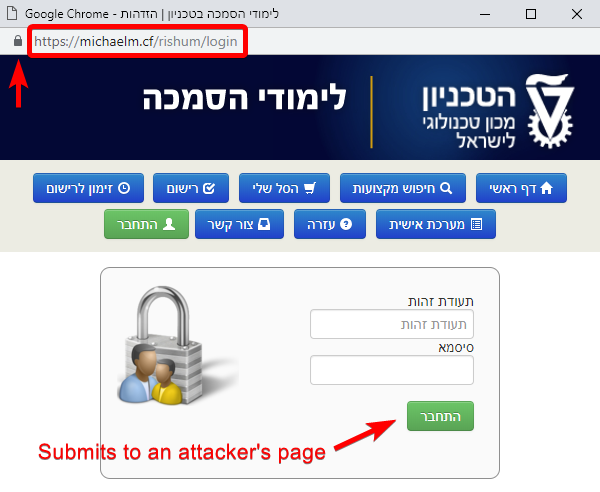 לימודי הסמכה בטכניון | הזדהות - Google Chrome
https://michaelm.cf/rishum/login
הטכניון
מכון טכנולוגי
לישראל
לימודי הסמכה
דף ראשי
חיפוש מקצועות
הסל שלי
רישום
זימון לרישום
מערכת אישית
עזרה
צור קשר
התחבר
תעודת זהות
תעודת זהות
סיסמא
התחבר
Submits to an attacker's page